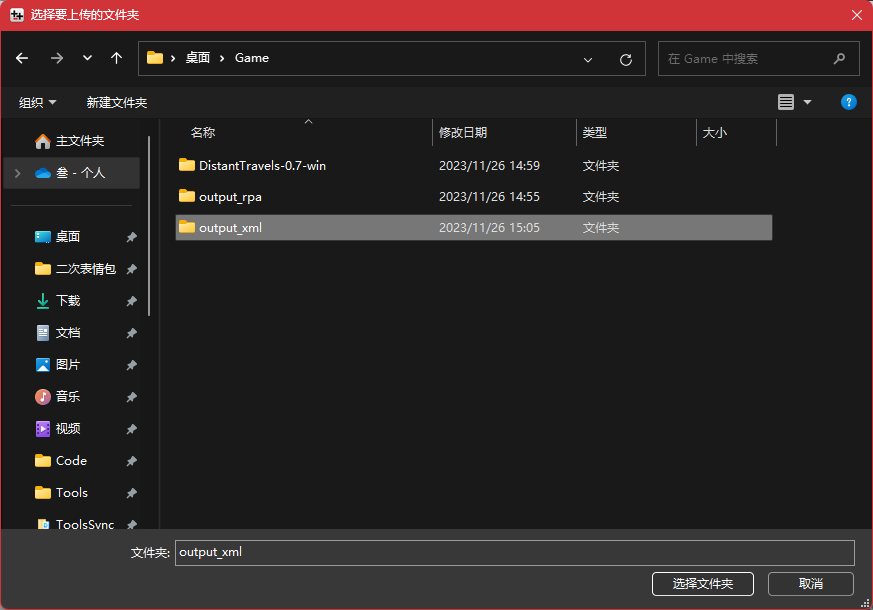 选择要上传的文件夹
桌面 Game
在 Game 中搜索
组织 新建文件夹
名称 修改日期 类型 大小
主文件夹
叁 - 个人
桌面
二次表情包
下载
文档
图片
音乐
视频
Code
Tools
ToolsSync
DistantTravels-0.7-win 2023/11/26 14:59 文件夹
output_rpa 2023/11/26 14:55 文件夹
output_xml 2023/11/26 15:05 文件夹
文件夹: output_xml
选择文件夹 取消